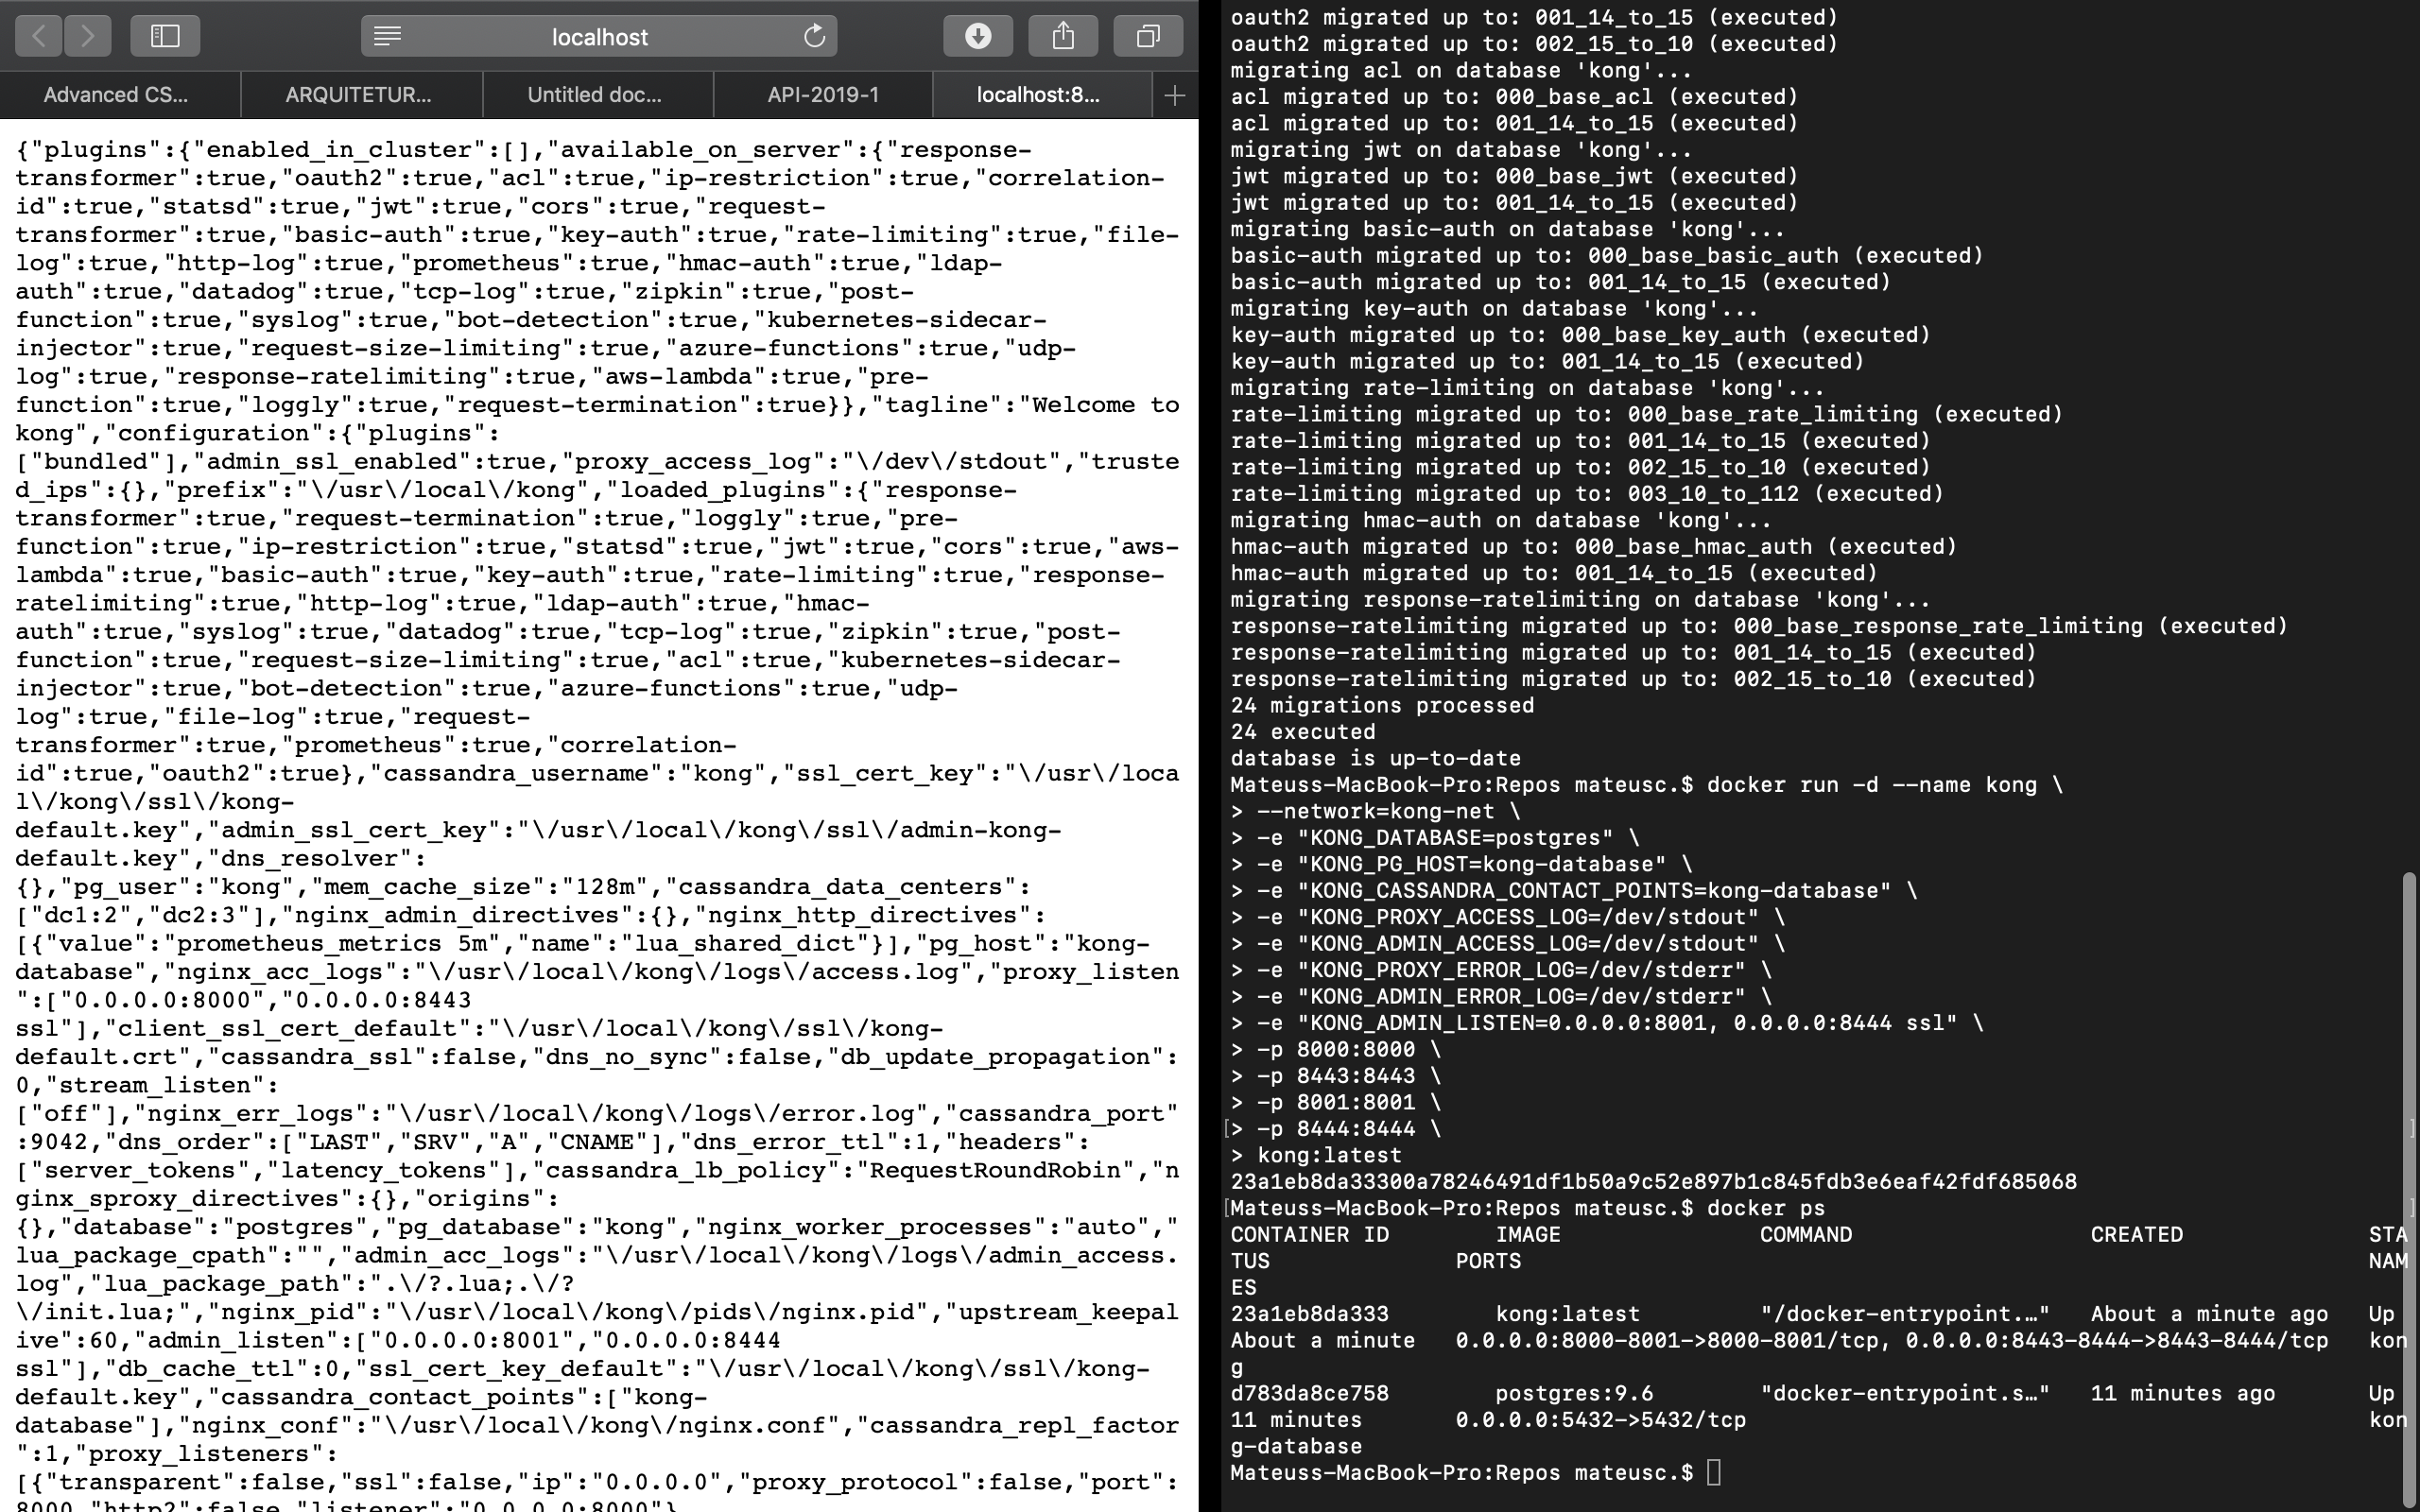 localhost
Advanced CS...
ARQUITETUR...
Untitled doc...
API-2019-1
localhost:8...
{"plugins":{"enabled_in_cluster":[],"available_on_server":{"response-
transformer":true,"oauth2":true,"acl":true,"ip-restriction":true,"correlation-
id":true,"statsd":true,"jwt":true,"cors":true,"request-
transformer":true,"basic-auth":true,"key-auth":true,"rate-limiting":true,"file-
log":true,"http-log":true,"prometheus":true,"hmac-auth":true,"ldap-
auth":true,"datadog":true,"tcp-log":true,"zipkin":true,"post-
function":true,"syslog":true,"bot-detection":true,"kubernetes-sidecar-
injector":true,"request-size-limiting":true,"azure-functions":true,"udp-
log":true,"response-ratelimiting":true,"aws-lambda":true,"pre-
function":true,"loggly":true,"request-termination":true}},"tagline":"Welcome to
kong","configuration":{"plugins":
["bundled"],"admin_ssl_enabled":true,"proxy_access_log":"\/dev\/stdout","truste
d_ips":{},"prefix":"\/usr\/local\/kong","loaded_plugins":{"response-
transformer":true,"request-termination":true,"loggly":true,"pre-
function":true,"ip-restriction":true,"statsd":true,"jwt":true,"cors":true,"aws-
lambda":true,"basic-auth":true,"key-auth":true,"rate-limiting":true,"response-
ratelimiting":true,"http-log":true,"ldap-auth":true,"hmac-
auth":true,"syslog":true,"datadog":true,"tcp-log":true,"zipkin":true,"post-
function":true,"request-size-limiting":true,"acl":true,"kubernetes-sidecar-
injector":true,"bot-detection":true,"azure-functions":true,"udp-
log":true,"file-log":true,"request-
transformer":true,"prometheus":true,"correlation-
id":true,"oauth2":true},"cassandra_username":"kong","ssl_cert_key":"\/usr\/loca
l\/kong\/ssl\/kong-
default.key","admin_ssl_cert_key":"\/usr\/local\/kong\/ssl\/admin-kong-
default.key","dns_resolver":
{},"pg_user":"kong","mem_cache_size":"128m","cassandra_data_centers":
["dc1:2","dc2:3"],"nginx_admin_directives":{},"nginx_http_directives":
[{"value":"prometheus_metrics 5m","name":"lua_shared_dict"}],"pg_host":"kong-
database","nginx_acc_logs":"\/usr\/local\/kong\/logs\/access.log","proxy_listen
":["0.0.0.0:8000","0.0.0.0:8443
ssl"],"client_ssl_cert_default":"\/usr\/local\/kong\/ssl\/kong-
default.crt","cassandra_ssl":false,"dns_no_sync":false,"db_update_propagation":
0,"stream_listen":
["off"],"nginx_err_logs":"\/usr\/local\/kong\/logs\/error.log","cassandra_port"
:9042,"dns_order":["LAST","SRV","A","CNAME"],"dns_error_ttl":1,"headers":
["server_tokens","latency_tokens"],"cassandra_lb_policy":"RequestRoundRobin","n
ginx_sproxy_directives":{},"origins":
{},"database":"postgres","pg_database":"kong","nginx_worker_processes":"auto","
lua_package_cpath":"","admin_acc_logs":"\/usr\/local\/kong\/logs\/admin_access.
log","lua_package_path":".\/?.lua;.\/?
\/init.lua;","nginx_pid":"\/usr\/local\/kong\/pids\/nginx.pid","upstream_keepal
ive":60,"admin_listen":["0.0.0.0:8001","0.0.0.0:8444
ssl"],"db_cache_ttl":0,"ssl_cert_key_default":"\/usr\/local\/kong\/ssl\/kong-
default.key","cassandra_contact_points":["kong-
database"],"nginx_conf":"\/usr\/local\/kong\/nginx.conf","cassandra_repl_factor
":1,"proxy_listeners":
[{"transparent":false,"ssl":false,"ip":"0.0.0.0","proxy_protocol":false,"port":
8000,"http2":false,"listener":"0.0.0.0:8000"}
oauth2 migrated up to: 001_14_to_15 (executed)
oauth2 migrated up to: 002_15_to_10 (executed)
migrating acl on database 'kong'...
acl migrated up to: 000_base_acl (executed)
acl migrated up to: 001_14_to_15 (executed)
migrating jwt on database 'kong'...
jwt migrated up to: 000_base_jwt (executed)
jwt migrated up to: 001_14_to_15 (executed)
migrating basic-auth on database 'kong'...
basic-auth migrated up to: 000_base_basic_auth (executed)
basic-auth migrated up to: 001_14_to_15 (executed)
migrating key-auth on database 'kong'...
key-auth migrated up to: 000_base_key_auth (executed)
key-auth migrated up to: 001_14_to_15 (executed)
migrating rate-limiting on database 'kong'...
rate-limiting migrated up to: 000_base_rate_limiting (executed)
rate-limiting migrated up to: 001_14_to_15 (executed)
rate-limiting migrated up to: 002_15_to_10 (executed)
rate-limiting migrated up to: 003_10_to_112 (executed)
migrating hmac-auth on database 'kong'...
hmac-auth migrated up to: 000_base_hmac_auth (executed)
hmac-auth migrated up to: 001_14_to_15 (executed)
migrating response-ratelimiting on database 'kong'...
response-ratelimiting migrated up to: 000_base_response_rate_limiting (executed)
response-ratelimiting migrated up to: 001_14_to_15 (executed)
response-ratelimiting migrated up to: 002_15_to_10 (executed)
24 migrations processed
24 executed
database is up-to-date
Mateuss-MacBook-Pro:Repos mateusc.$ docker run -d --name kong \
> --network=kong-net \
> -e "KONG_DATABASE=postgres" \
> -e "KONG_PG_HOST=kong-database" \
> -e "KONG_CASSANDRA_CONTACT_POINTS=kong-database" \
> -e "KONG_PROXY_ACCESS_LOG=/dev/stdout" \
> -e "KONG_ADMIN_ACCESS_LOG=/dev/stdout" \
> -e "KONG_PROXY_ERROR_LOG=/dev/stderr" \
> -e "KONG_ADMIN_ERROR_LOG=/dev/stderr" \
> -e "KONG_ADMIN_LISTEN=0.0.0.0:8001, 0.0.0.0:8444 ssl" \
> -p 8000:8000 \
> -p 8443:8443 \
> -p 8001:8001 \
[> -p 8444:8444 \ ]
> kong:latest
23a1eb8da33300a78246491df1b50a9c52e897b1c845fdb3e6eaf42fdf685068
[Mateuss-MacBook-Pro:Repos mateusc.$ docker ps ]
CONTAINER ID        IMAGE               COMMAND                  CREATED              STA
TUS              PORTS                                                                NAM
ES
23a1eb8da333        kong:latest         "/docker-entrypoint.…"   About a minute ago   Up
About a minute   0.0.0.0:8000-8001->8000-8001/tcp, 0.0.0.0:8443-8444->8443-8444/tcp   kon
g
d783da8ce758        postgres:9.6        "docker-entrypoint.s…"   11 minutes ago       Up
11 minutes       0.0.0.0:5432->5432/tcp                                               kon
g-database
Mateuss-MacBook-Pro:Repos mateusc.$